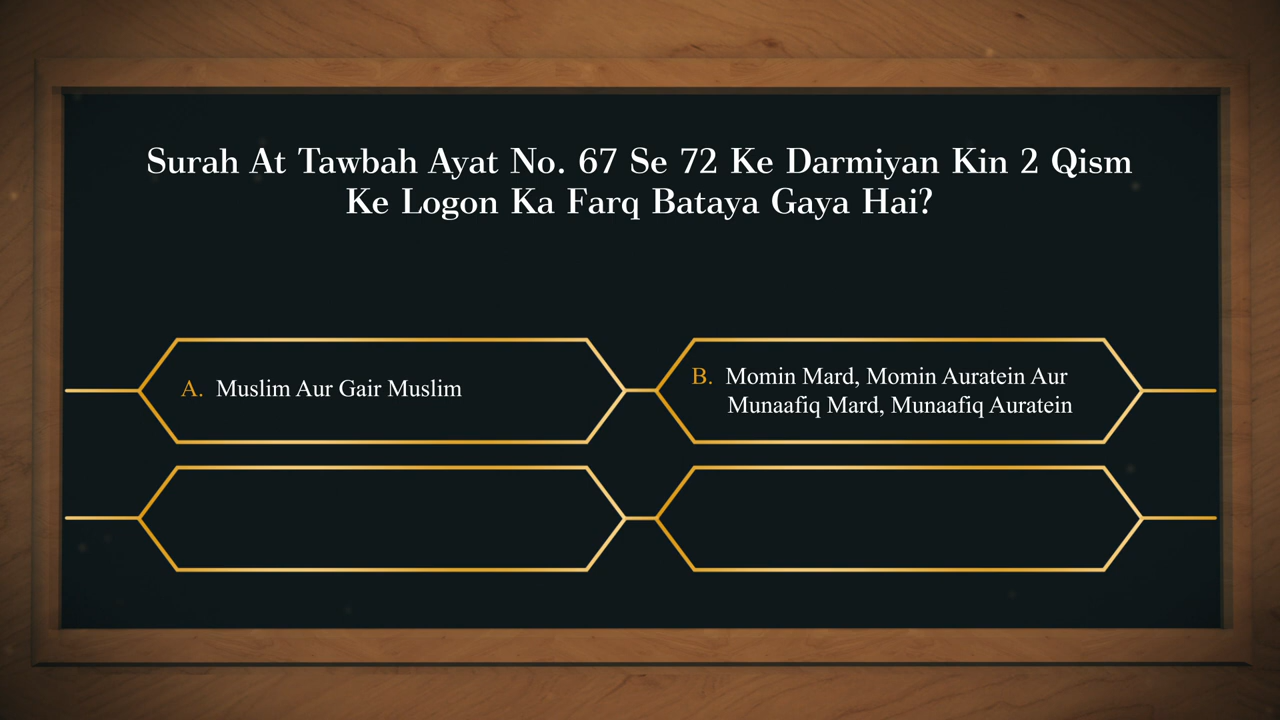 Surah At Tawbah Ayat No. 67 Se 72 Ke Darmiyan Kin 2 Qism
Ke Logon Ka Farq Bataya Gaya Hai?
A. Muslim Aur Gair Muslim
B. Momin Mard, Momin Auratein Aur
Munaafiq Mard, Munaafiq Auratein